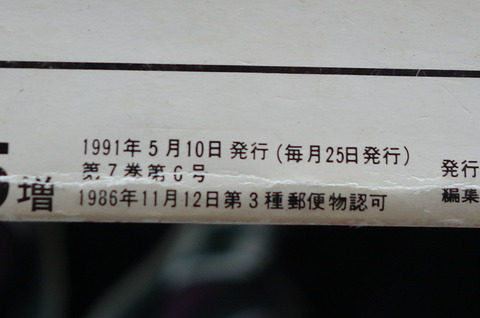 1991年5月10日発行(毎月25日発行)
第7巻第6号
1986年11月12日第3種郵便物認可
増
発行
編集